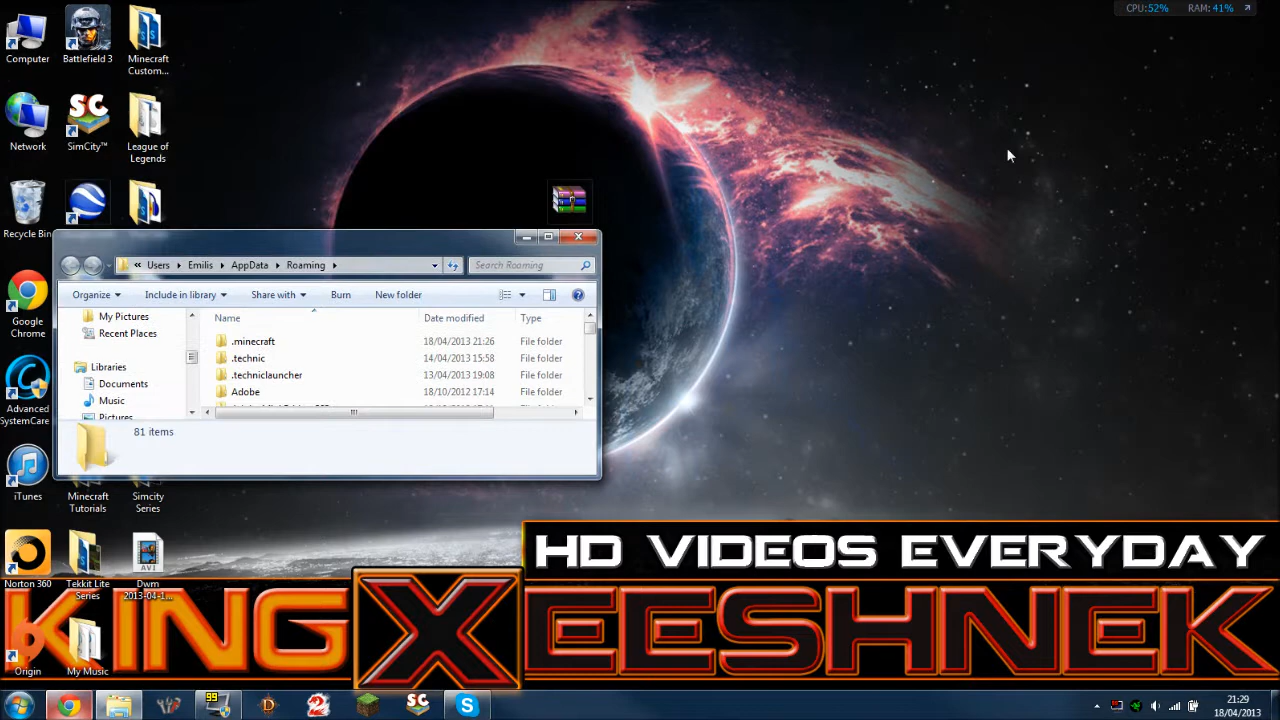 CPU:52% RAM: 41%
Computer
Battlefield 3
Minecraft
Custom...
Network
SimCity™
League of
Legends
Recycle Bin
Users Emilis AppData Roaming
Search Roaming
Organize Include in library Share with Burn New folder
Name Date modified Type
My Pictures
Recent Places
Libraries
Documents
Music
Pictures
.minecraft 18/04/2013 21:26 File folder
.technic 14/04/2013 15:58 File folder
.techniclauncher 13/04/2013 19:08 File folder
Adobe 18/10/2012 17:14 File folder
81 items
Google
Chrome
Advanced
SystemCare
iTunes
Minecraft
Tutorials
Simcity
Series
Norton 360
Tekkit Lite
Series
AVI
Dwm
2013-04-1...
Origin
My Music
HD VIDEOS EVERYDAY
KINGXEESHNEK
99
SC
21:29
18/04/2013